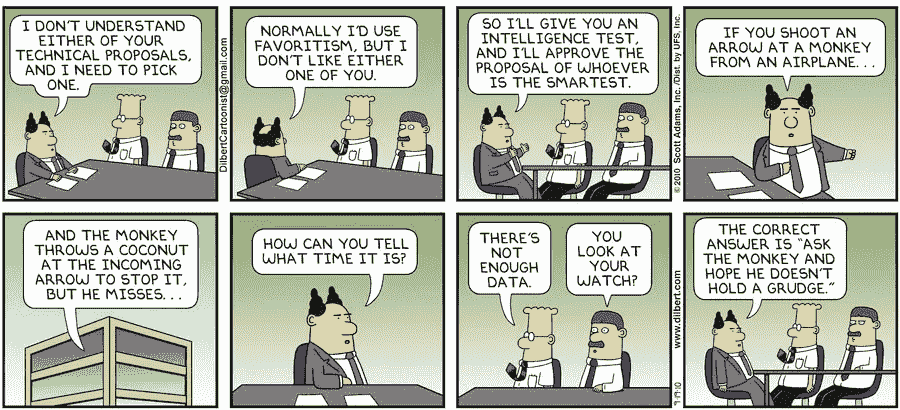 I DON'T UNDERSTAND
EITHER OF YOUR
TECHNICAL PROPOSALS,
AND I NEED TO PICK
ONE.
DilbertCartoonist@gmail.com
NORMALLY I'D USE
FAVORITISM, BUT I
DON'T LIKE EITHER
ONE OF YOU.
SO I'LL GIVE YOU AN
INTELLIGENCE TEST,
AND I'LL APPROVE THE
PROPOSAL OF WHOEVER
IS THE SMARTEST.
© 2010 Scott Adams, Inc. /Dist. by UFS, Inc.
IF YOU SHOOT AN
ARROW AT A MONKEY
FROM AN AIRPLANE. . .
AND THE MONKEY
THROWS A COCONUT
AT THE INCOMING
ARROW TO STOP IT,
BUT HE MISSES. . .
HOW CAN YOU TELL
WHAT TIME IT IS?
THERE'S
NOT
ENOUGH
DATA.
YOU
LOOK AT
YOUR
WATCH?
www.dilbert.com
9-19-10
THE CORRECT
ANSWER IS "ASK
THE MONKEY AND
HOPE HE DOESN'T
HOLD A GRUDGE."